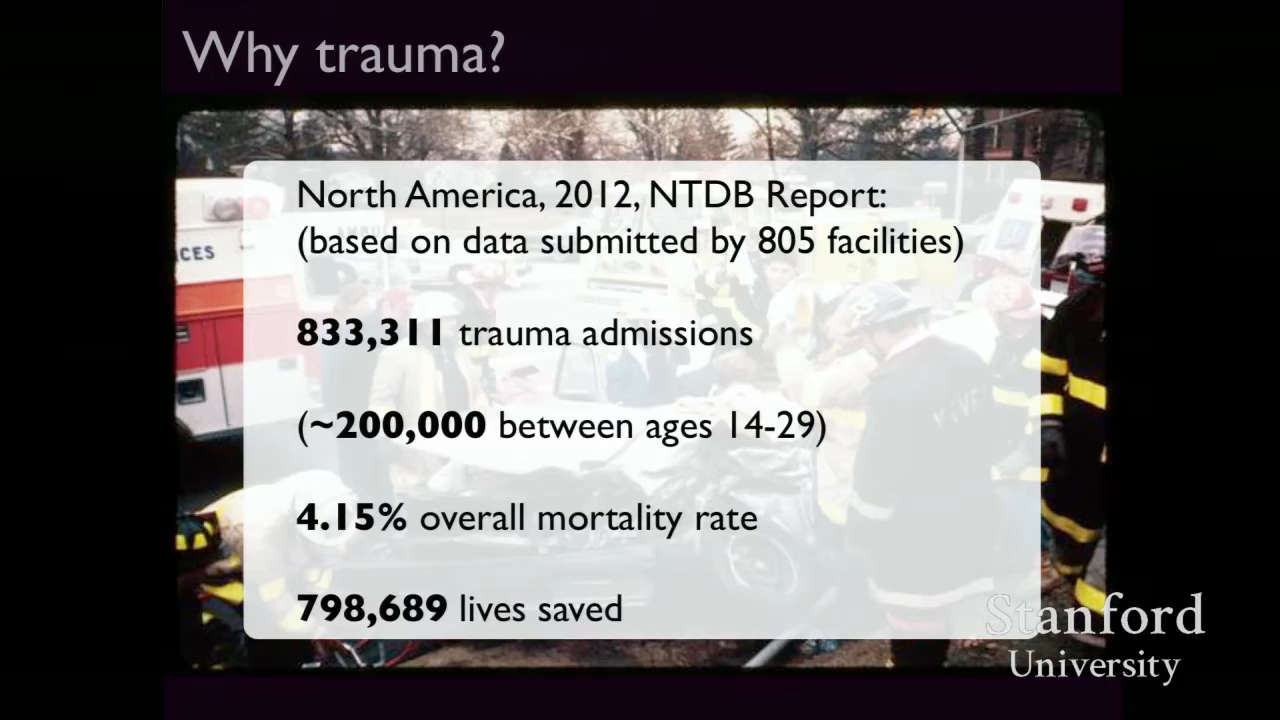 Why trauma?
North America, 2012, NTDB Report:
(based on data submitted by 805 facilities)
833,311 trauma admissions
(~200,000 between ages 14-29)
4.15% overall mortality rate
798,689 lives saved
CES
Stanford
University